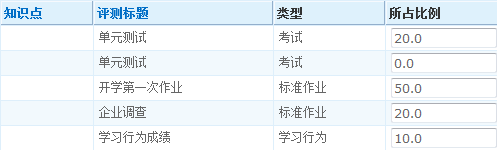 知识点 评测标题 类型 所占比例
单元测试 考试 20.0
单元测试 考试 0.0
开学第一次作业 标准作业 50.0
企业调查 标准作业 20.0
学习行为成绩 学习行为 10.0